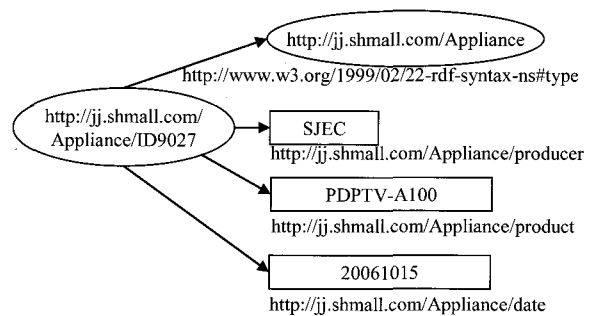 http://jj.shmall.com/Appliance
http://www.w3.org/1999/02/22-rdf-syntax-ns#type
http://jj.shmall.com/
Appliance/ID9027
SJEC
http://jj.shmall.com/Appliance/producer
PDPTV-A100
http://jj.shmall.com/Appliance/product
20061015
http://jj.shmall.com/Appliance/date